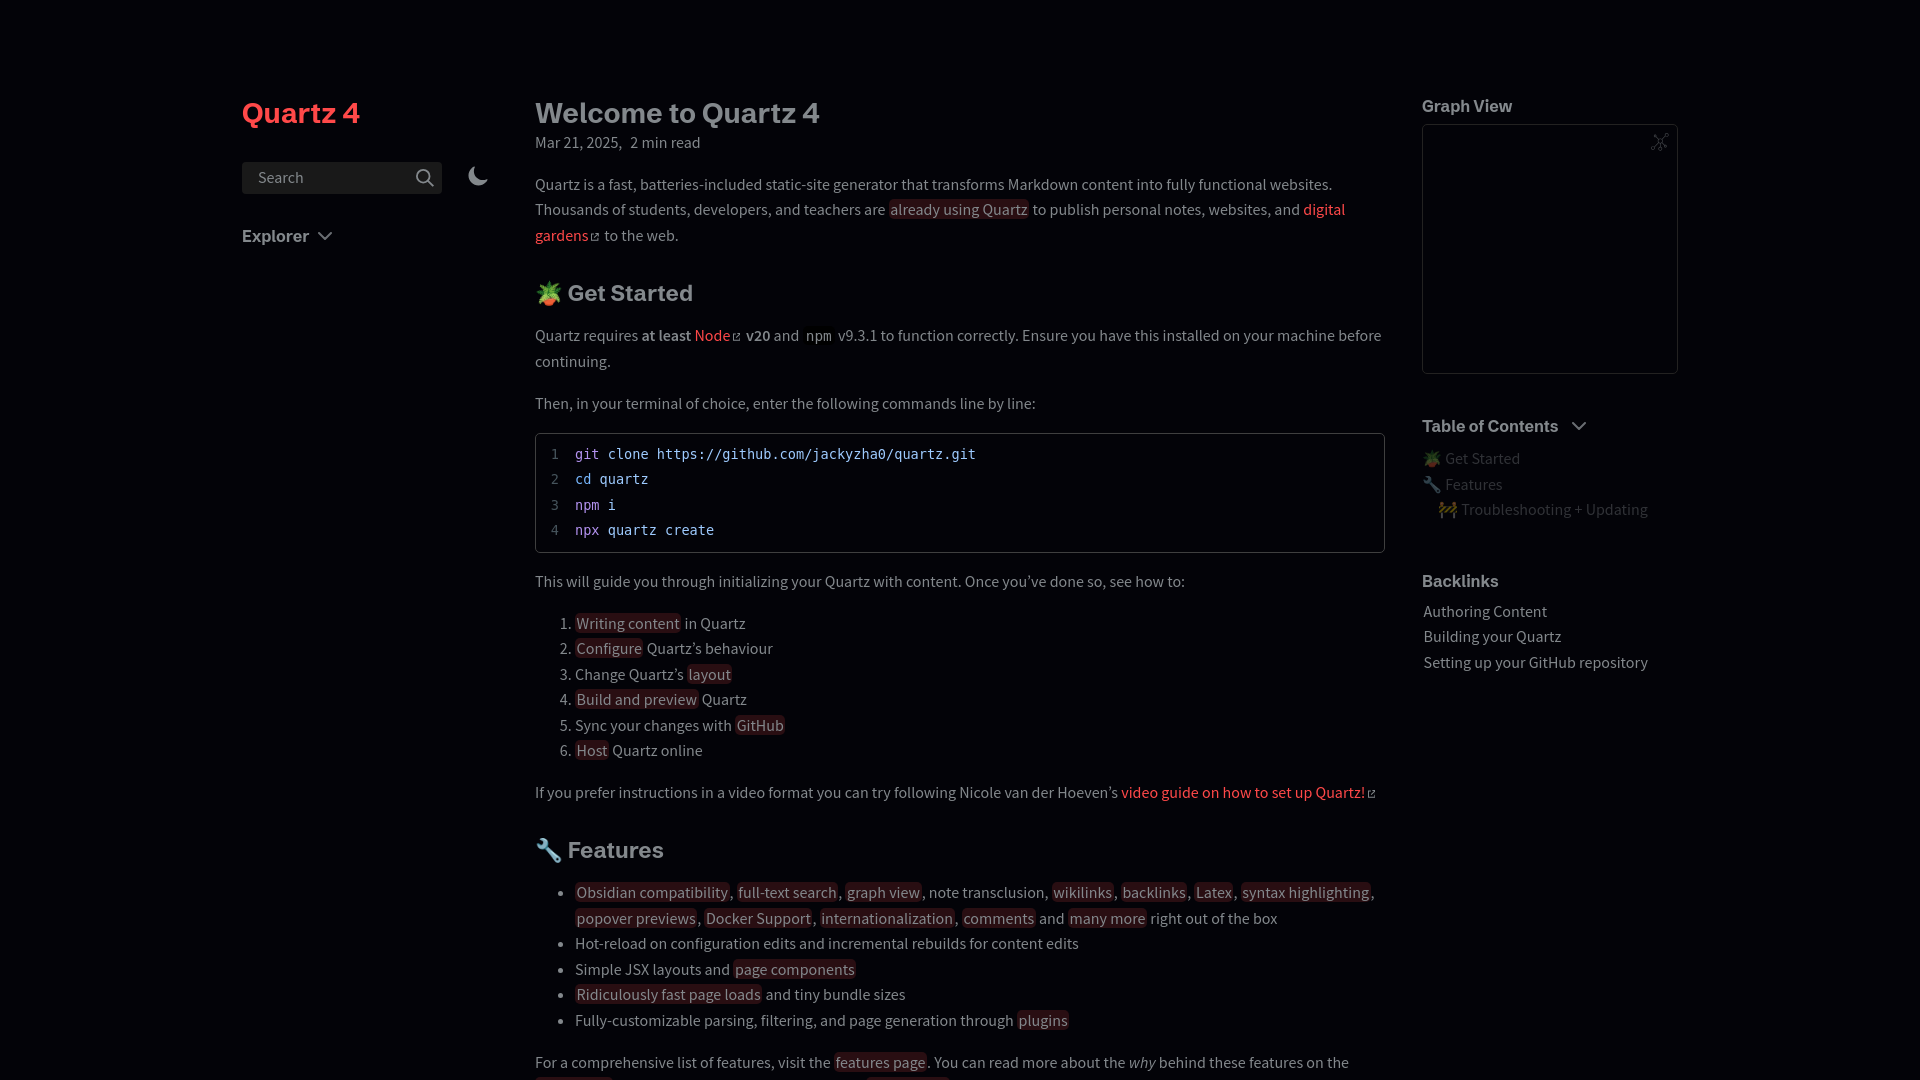 Quartz 4
Search
Explorer
Welcome to Quartz 4
Mar 21, 2025, 2 min read
Quartz is a fast, batteries-included static-site generator that transforms Markdown content into fully functional websites.
Thousands of students, developers, and teachers are already using Quartz to publish personal notes, websites, and digital
gardens to the web.
🪴 Get Started
Quartz requires at least Node v20 and npm v9.3.1 to function correctly. Ensure you have this installed on your machine before
continuing.
Then, in your terminal of choice, enter the following commands line by line:
1 git clone https://github.com/jackyzha0/quartz.git
2 cd quartz
3 npm i
4 npx quartz create
This will guide you through initializing your Quartz with content. Once you’ve done so, see how to:
1. Writing content in Quartz
2. Configure Quartz’s behaviour
3. Change Quartz’s layout
4. Build and preview Quartz
5. Sync your changes with GitHub
6. Host Quartz online
If you prefer instructions in a video format you can try following Nicole van der Hoeven’s video guide on how to set up Quartz!
🔧 Features
• Obsidian compatibility, full-text search, graph view, note transclusion, wikilinks, backlinks, Latex, syntax highlighting,
popover previews, Docker Support, internationalization, comments and many more right out of the box
• Hot-reload on configuration edits and incremental rebuilds for content edits
• Simple JSX layouts and page components
• Ridiculously fast page loads and tiny bundle sizes
• Fully-customizable parsing, filtering, and page generation through plugins
For a comprehensive list of features, visit the features page. You can read more about the why behind these features on the
Graph View
Table of Contents
🪴 Get Started
🔧 Features
🚧 Troubleshooting + Updating
Backlinks
Authoring Content
Building your Quartz
Setting up your GitHub repository